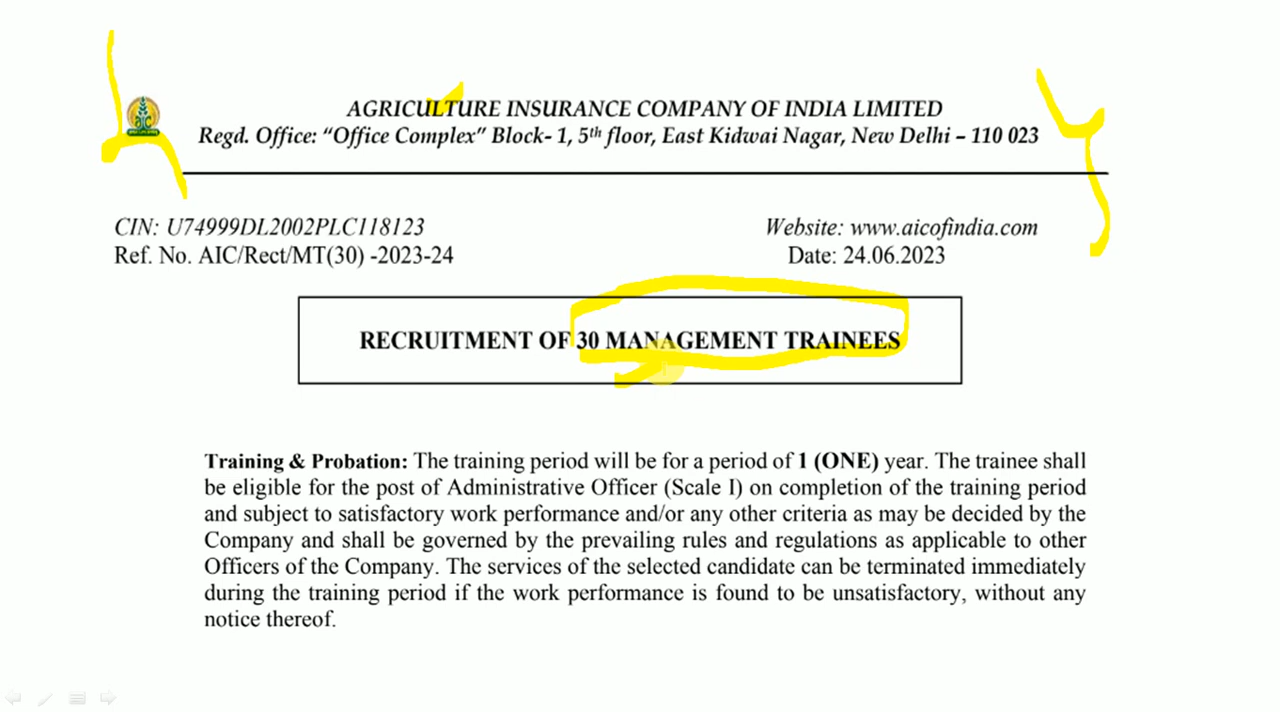 AGRICULTURE INSURANCE COMPANY OF INDIA LIMITED
Regd. Office: “Office Complex” Block- 1, 5th floor, East Kidwai Nagar, New Delhi – 110 023
CIN: U74999DL2002PLC118123
Website: www.aicofindia.com
Ref. No. AIC/Rect/MT(30) -2023-24
Date: 24.06.2023
RECRUITMENT OF 30 MANAGEMENT TRAINEES
Training & Probation: The training period will be for a period of 1 (ONE) year. The trainee shall
be eligible for the post of Administrative Officer (Scale I) on completion of the training period
and subject to satisfactory work performance and/or any other criteria as may be decided by the
Company and shall be governed by the prevailing rules and regulations as applicable to other
Officers of the Company. The services of the selected candidate can be terminated immediately
during the training period if the work performance is found to be unsatisfactory, without any
notice thereof.